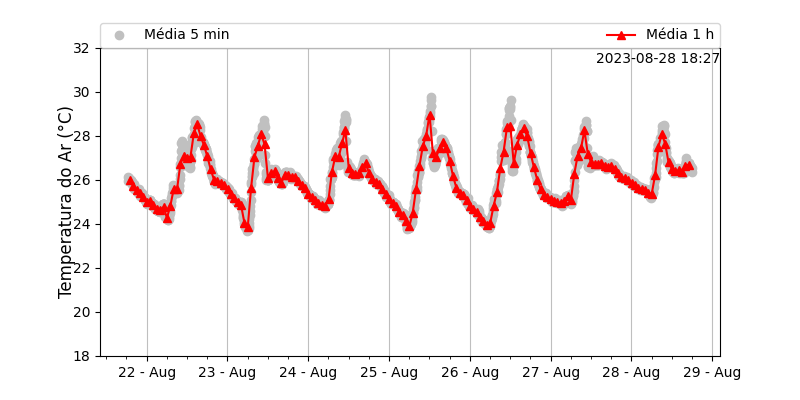 Média 5 min
Média 1 h
2023-08-28 18:27
Temperatura do Ar (°C)
32
30
28
26
24
22
20
18
22 - Aug
23 - Aug
24 - Aug
25 - Aug
26 - Aug
27 - Aug
28 - Aug
29 - Aug